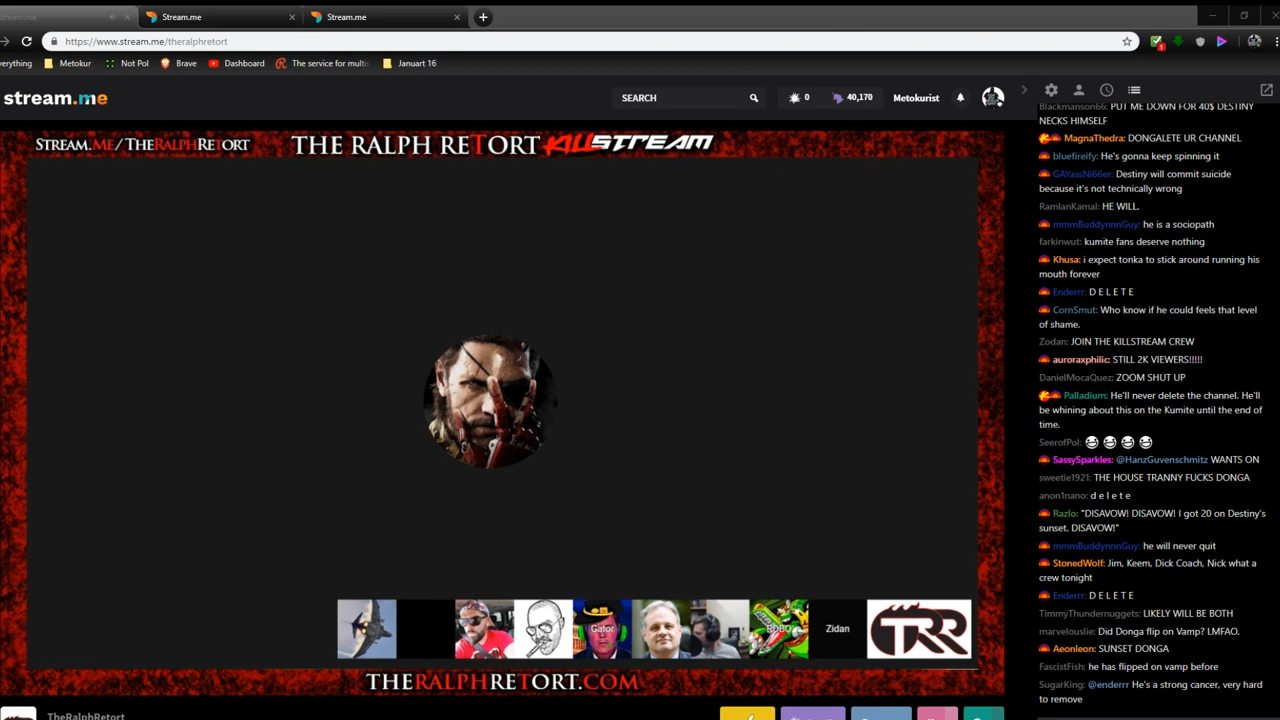 Stream.me
Stream.me
Stream.me
https://www.stream.me/theralphretort
erything
Metokur
Not Pol
Brave
Dashboard
The service for multis
Januart 16
stream.me
SEARCH
0
40,170
Metokurist
STREAM.ME/THERALPHRETORT
THE RALPH RETORT KILLSTREAM
Gator
ROBO
Zidan
TRR
THERALPHRETORT.COM
TheRalphRetort
Blackmanson66: PUT ME DOWN FOR 40$ DESTINY
NECKS HIMSELF
MagnaThedra: DONGALETE UR CHANNEL
bluefireify: He's gonna keep spinning it
GAYassNi66er: Destiny will commit suicide
because it's not technically wrong
RamlanKamal: HE WILL.
mmmBuddynnnGuy: he is a sociopath
farkinwut: kumite fans deserve nothing
Khusa: i expect tonka to stick around running his
mouth forever
Enderrr: D E L E T E
CornSmut: Who know if he could feels that level
of shame.
Zodan: JOIN THE KILLSTREAM CREW
auroraxphilic: STILL 2K VIEWERS!!!!!
DanielMocaQuez: ZOOM SHUT UP
Palladium: He'll never delete the channel. He'll
be whining about this on the Kumite until the end of
time.
SeerofPol:
SassySparkles: @HanzGuvenschmitz WANTS ON
sweetie1921: THE HOUSE TRANNY FUCKS DONGA
anon1nano: d e l e t e
Razlo: "DISAVOW! DISAVOW! I got 20 on Destiny's
sunset. DISAVOW!"
mmmBuddynnnGuy: he will never quit
StonedWolf: Jim, Keem, Dick Coach, Nick what a
crew tonight
Enderrr: D E L E T E
TimmyThundernuggets: LIKELY WILL BE BOTH
marvelouslie: Did Donga flip on Vamp? LMFAO.
Aeonleon: SUNSET DONGA
FascistFish: he has flipped on vamp before
SugarKing: @enderrr He's a strong cancer, very hard
to remove